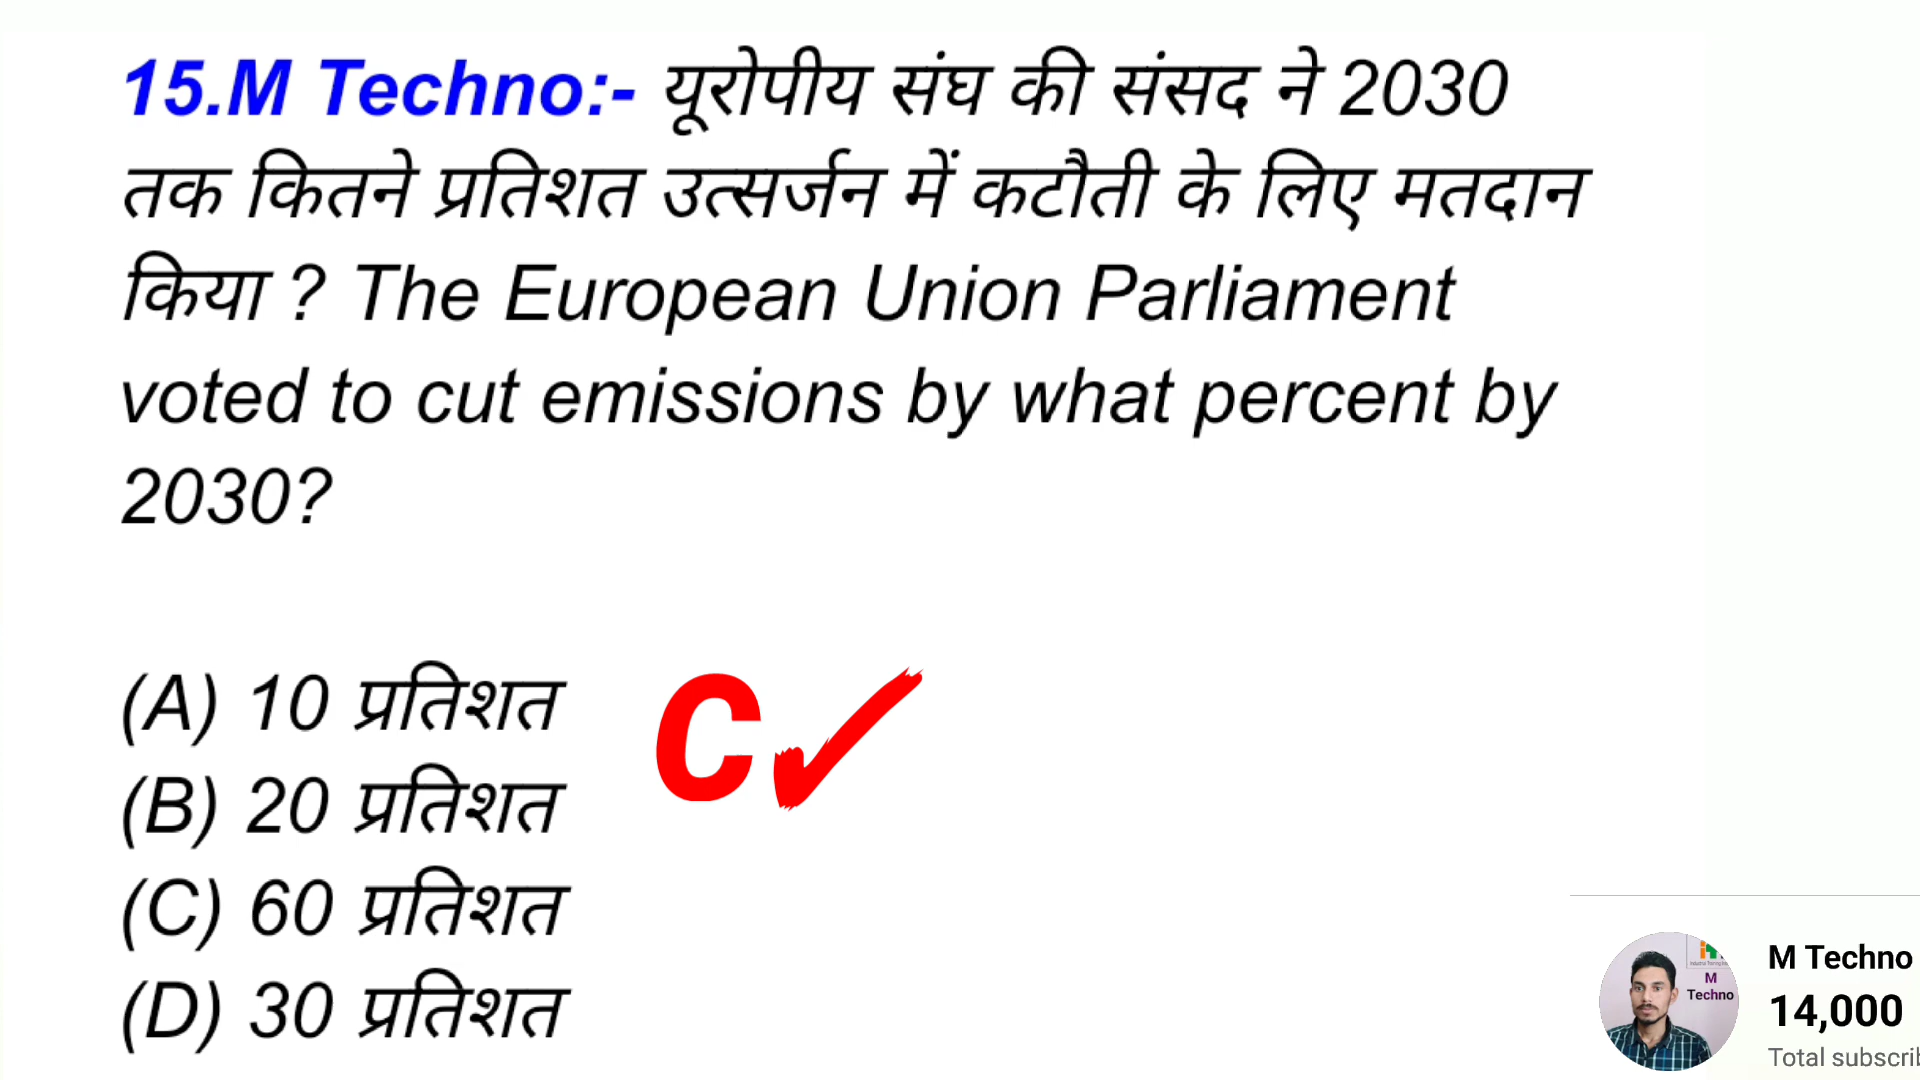 15.M Techno:- यूरोपीय संघ की संसद ने 2030
तक कितने प्रतिशत उत्सर्जन में कटौती के लिए मतदान
किया ? The European Union Parliament
voted to cut emissions by what percent by
2030?
(A) 10 प्रतिशत
(B) 20 प्रतिशत
(C) 60 प्रतिशत
(D) 30 प्रतिशत
C✓
M
Techno
M Techno
14,000
Total subscrib